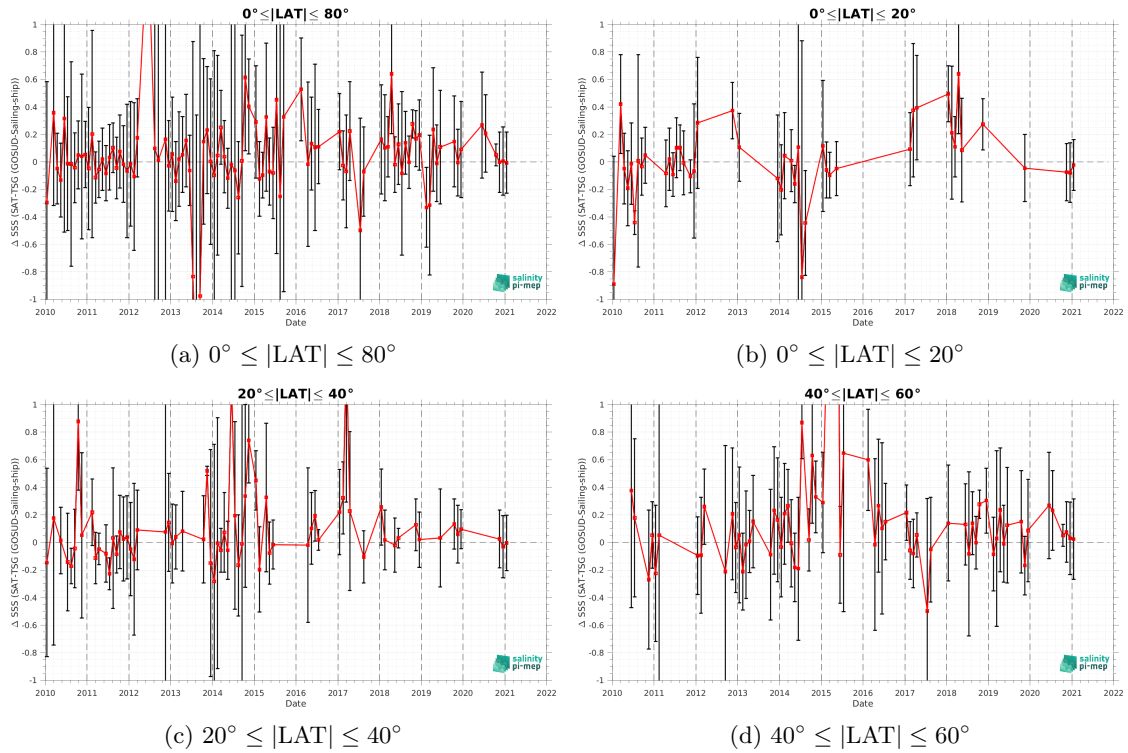 0°≤|LAT|≤ 80°
Δ SSS (SAT-TSG (GOSUD-Sailing-ship))
1
0.8
0.6
0.4
0.2
0
-0.2
-0.4
-0.6
-0.8
-1
2010 2011 2012 2013 2014 2015 2016 2017 2018 2019 2020 2021 2022
Date
salinity
pi-mep
(a) 0° ≤ |LAT| ≤ 80°
0°≤|LAT|≤ 20°
Δ SSS (SAT-TSG (GOSUD-Sailing-ship))
1
0.8
0.6
0.4
0.2
0
-0.2
-0.4
-0.6
-0.8
-1
2010 2011 2012 2013 2014 2015 2016 2017 2018 2019 2020 2021 2022
Date
salinity
pi-mep
(b) 0° ≤ |LAT| ≤ 20°
20°≤|LAT|≤ 40°
Δ SSS (SAT-TSG (GOSUD-Sailing-ship))
1
0.8
0.6
0.4
0.2
0
-0.2
-0.4
-0.6
-0.8
-1
2010 2011 2012 2013 2014 2015 2016 2017 2018 2019 2020 2021 2022
Date
salinity
pi-mep
(c) 20° ≤ |LAT| ≤ 40°
40°≤|LAT|≤ 60°
Δ SSS (SAT-TSG (GOSUD-Sailing-ship))
1
0.8
0.6
0.4
0.2
0
-0.2
-0.4
-0.6
-0.8
-1
2010 2011 2012 2013 2014 2015 2016 2017 2018 2019 2020 2021 2022
Date
salinity
pi-mep
(d) 40° ≤ |LAT| ≤ 60°